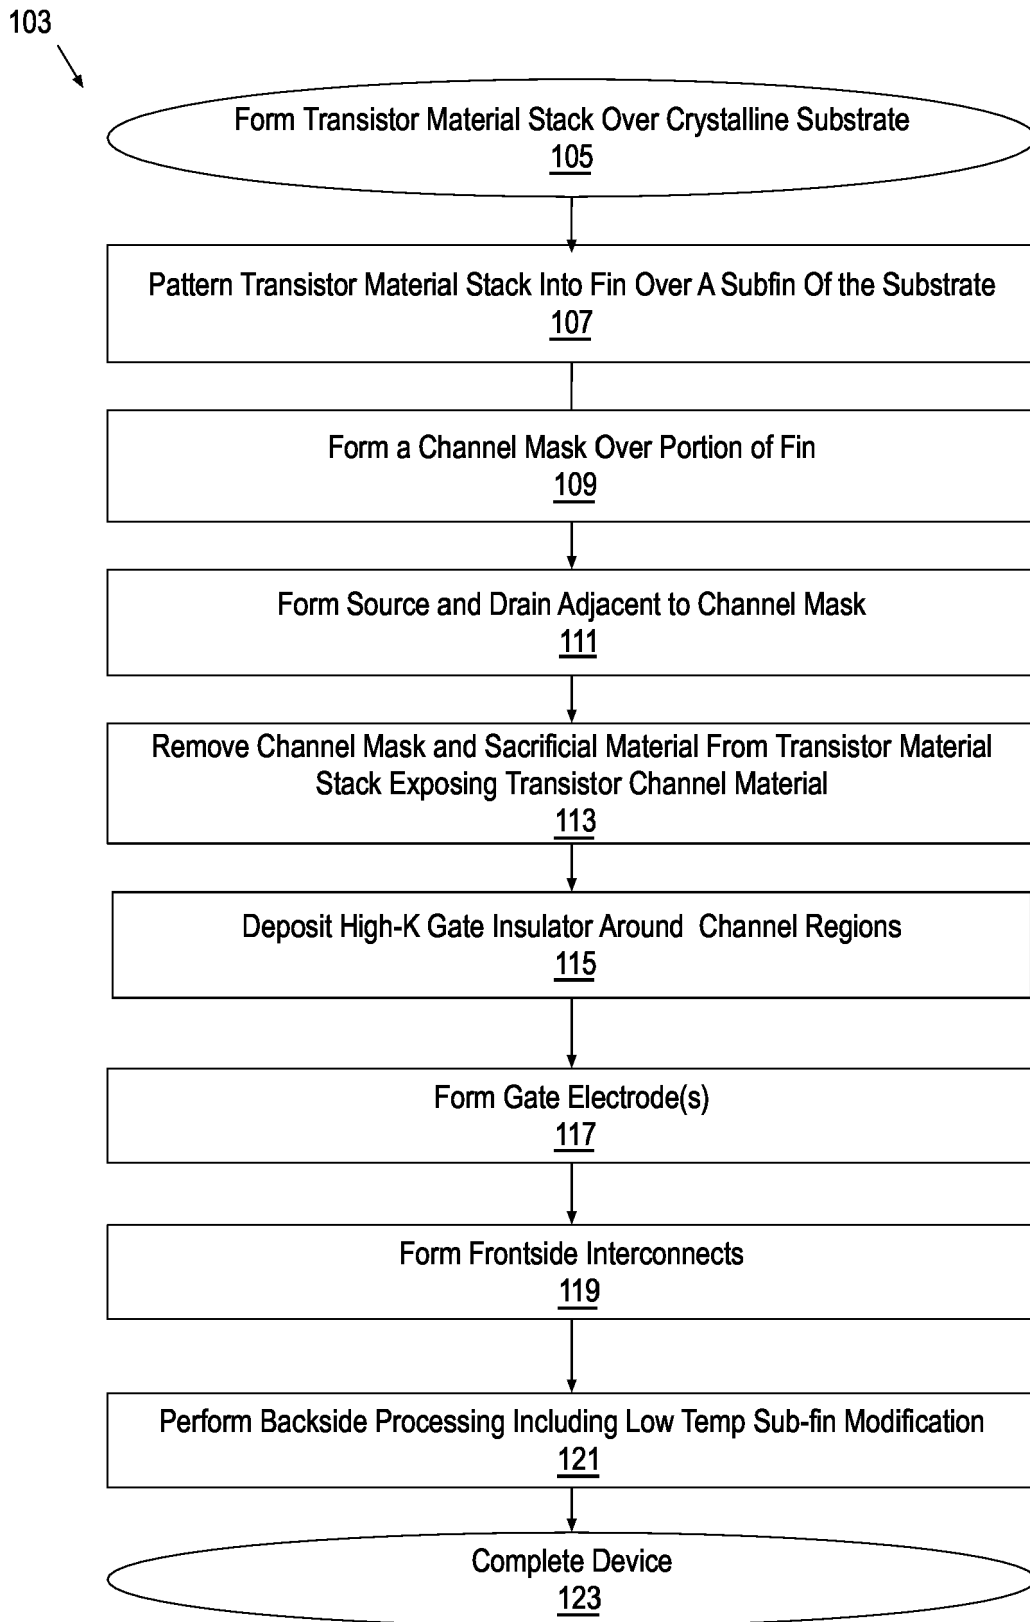 103
Form Transistor Material Stack Over Crystalline Substrate
105
Pattern Transistor Material Stack Into Fin Over A Subfin Of the Substrate
107
Form a Channel Mask Over Portion of Fin
109
Form Source and Drain Adjacent to Channel Mask
111
Remove Channel Mask and Sacrificial Material From Transistor Material
Stack Exposing Transistor Channel Material
113
Deposit High-K Gate Insulator Around Channel Regions
115
Form Gate Electrode(s)
117
Form Frontside Interconnects
119
Perform Backside Processing Including Low Temp Sub-fin Modification
121
Complete Device
123